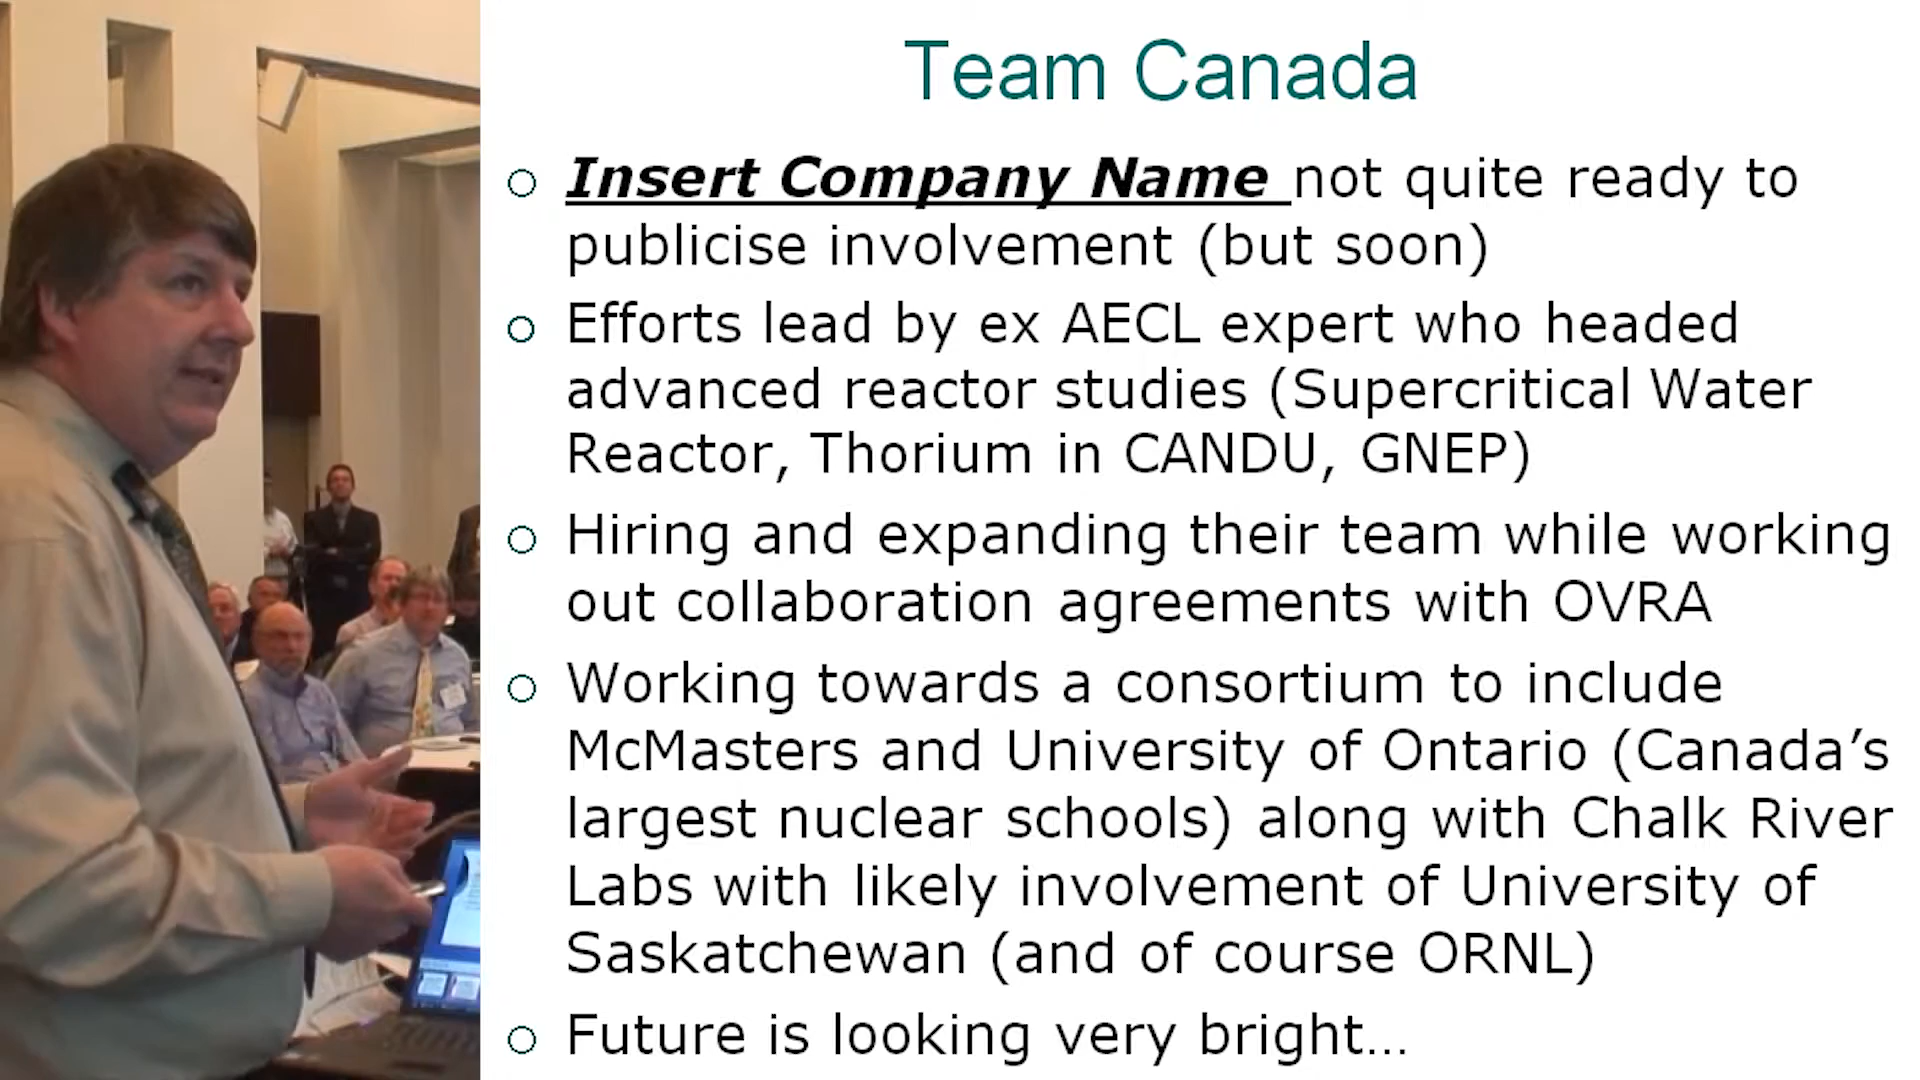 Team Canada
Insert Company Name not quite ready to
publicise involvement (but soon)
Efforts lead by ex AECL expert who headed
advanced reactor studies (Supercritical Water
Reactor, Thorium in CANDU, GNEP)
Hiring and expanding their team while working
out collaboration agreements with OVRA
Working towards a consortium to include
McMasters and University of Ontario (Canada’s
largest nuclear schools) along with Chalk River
Labs with likely involvement of University of
Saskatchewan (and of course ORNL)
Future is looking very bright…